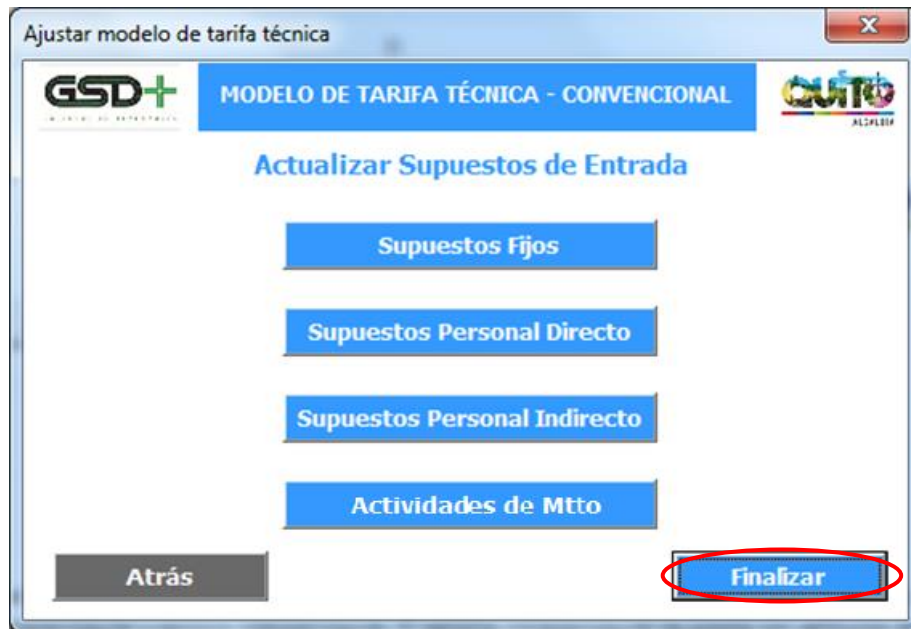 Ajustar modelo de tarifa técnica
GSD+
MODELO DE TARIFA TÉCNICA - CONVENCIONAL
QUITO
ALCALDÍA
Actualizar Supuestos de Entrada
Supuestos Fijos
Supuestos Personal Directo
Supuestos Personal Indirecto
Actividades de Mtto
Atrás
Finalizar